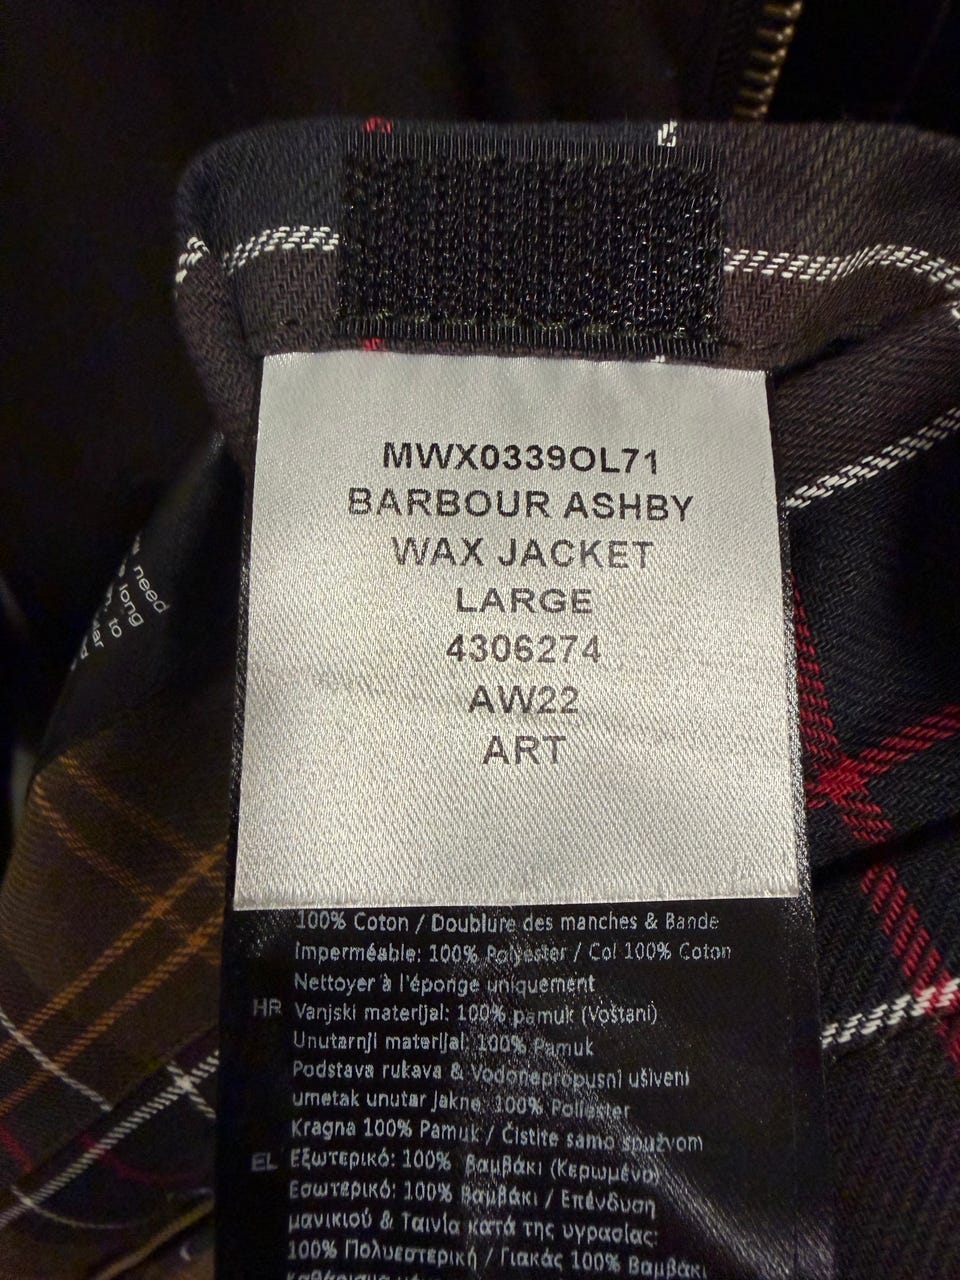 MWX0339OL71
BARBOUR ASHBY
WAX JACKET
LARGE
4306274
AW22
ART
need
long
to
100% Coton / Doublure des manches & Bande
Imperméable: 100% Polyester / Col 100% Coton
Nettoyer à l'éponge uniquement
HR Vanjski materijal: 100% pamuk (Voštani)
Unutarnji materijal: 100% Pamuk
Podstava rukava & Vodonepropusni ušiveni
umetak unutar jakne 100% Poliester
Kragna 100% Pamuk / Čistite samo spužvom
EL Εξωτερικό: 100% βαμβάκι (Κερωμένο)
Εσωτερικό: 100% Βαμβάκι / Επένδυση
μανικιού & Ταινία κατά της υγρασίας:
100% Πολυεστερική / Γιακάς 100% Βαμβάκι